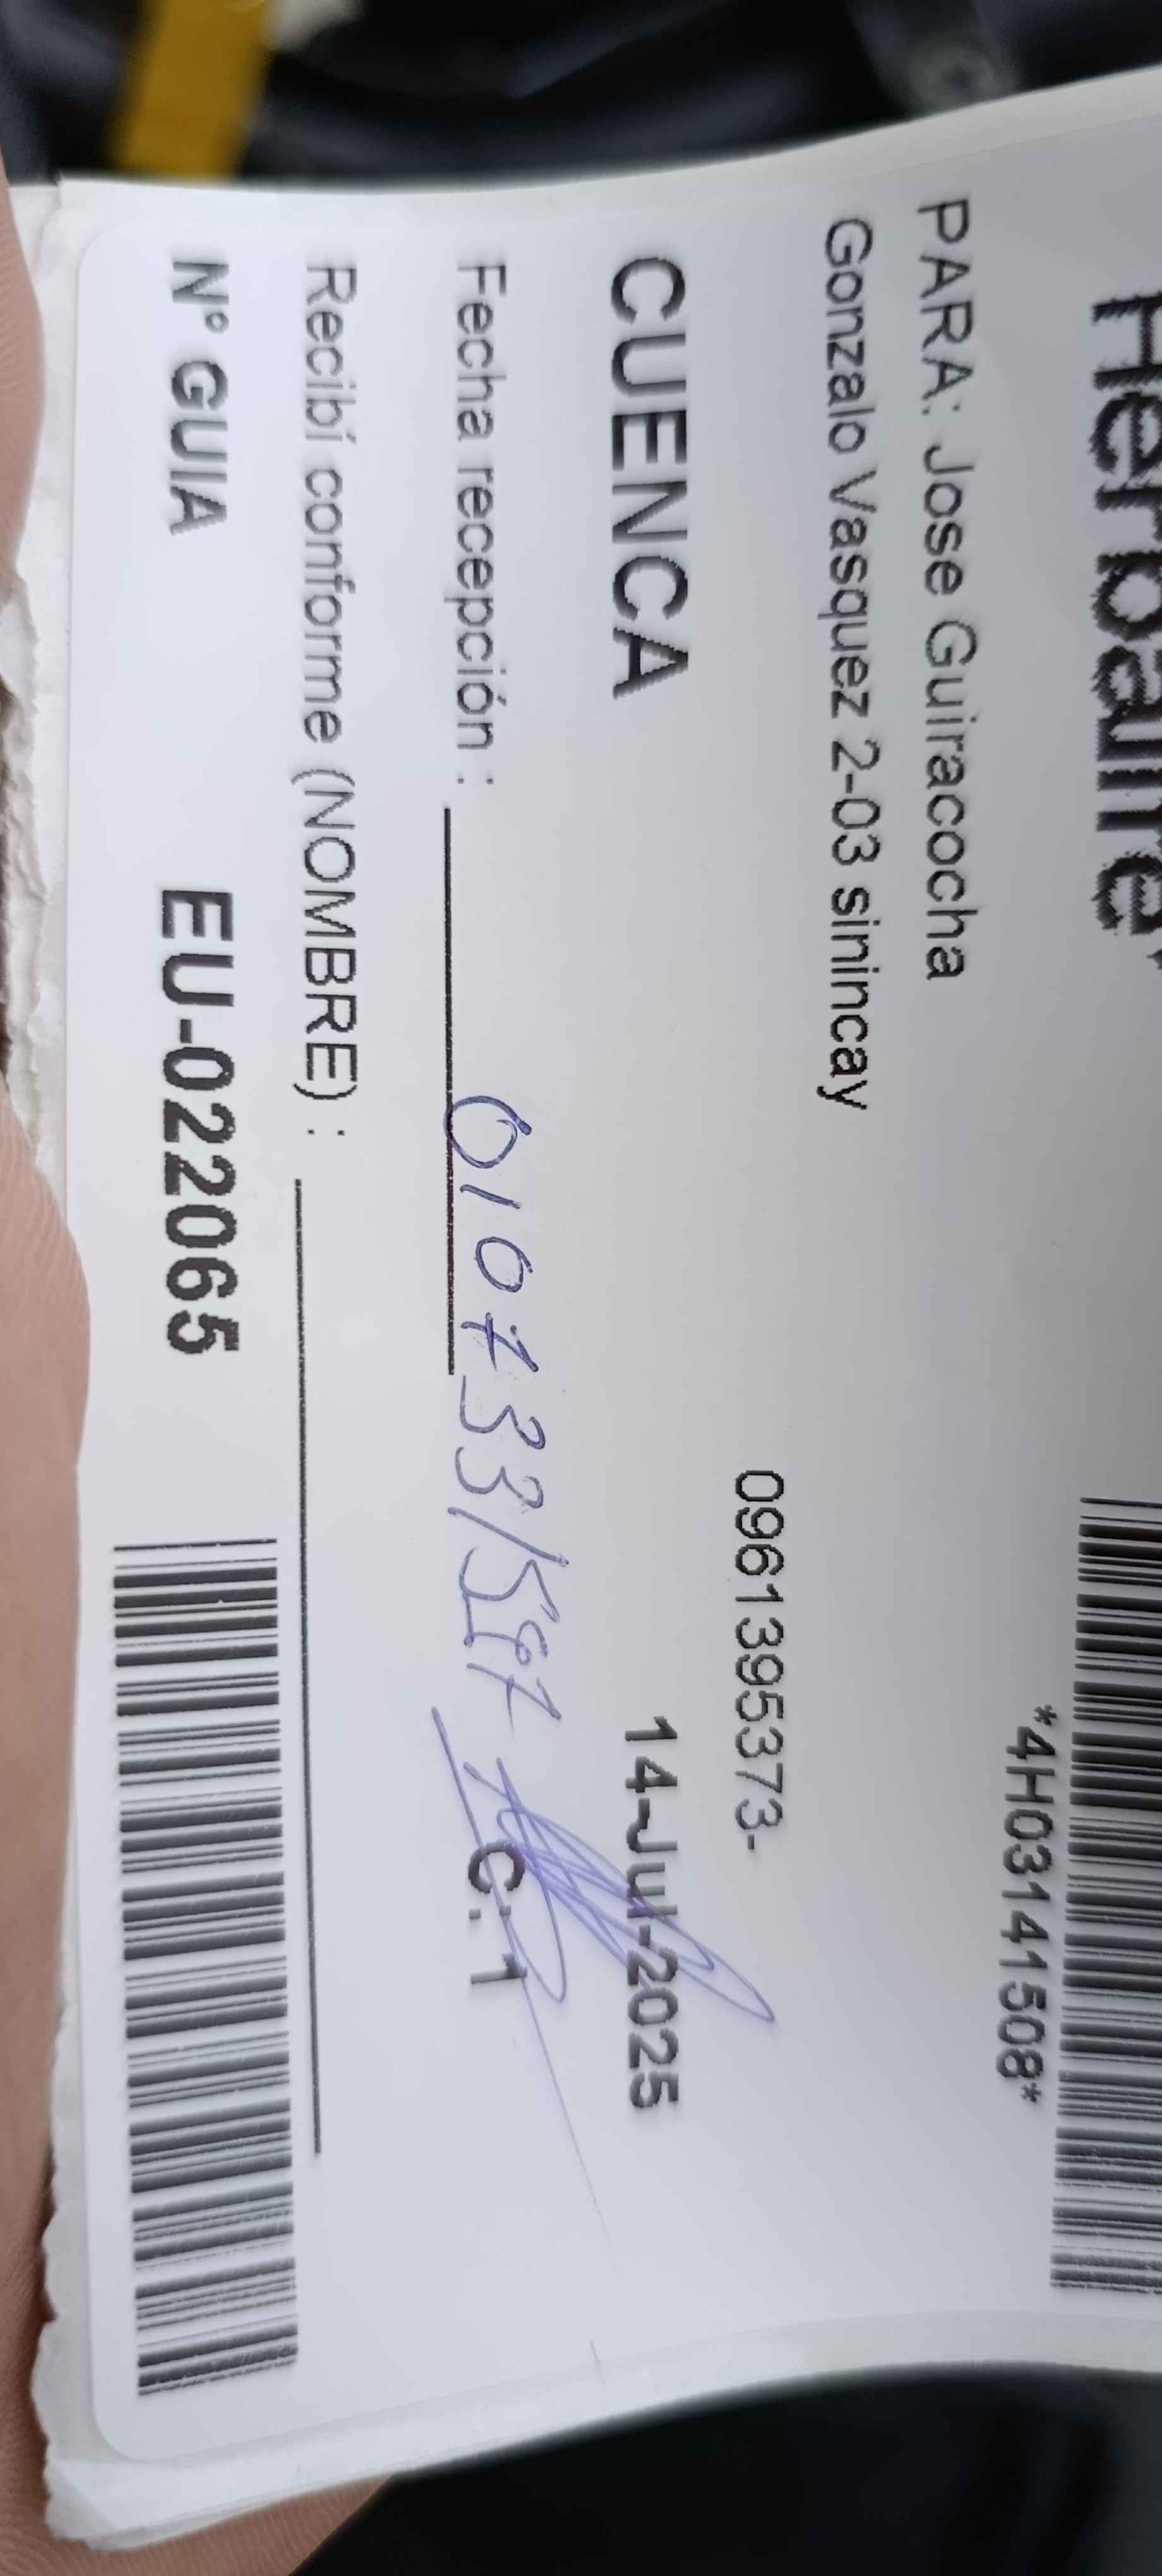 Herbalife
*4H03141508*
PARA: Jose Guiracocha
Gonzalo Vasquez 2-03 sinincay
0961395373-
CUENCA 14-Jul-2025
Fecha recepción : C: 1
Recibí conforme (NOMBRE) :
Nº GUIA EU-022065